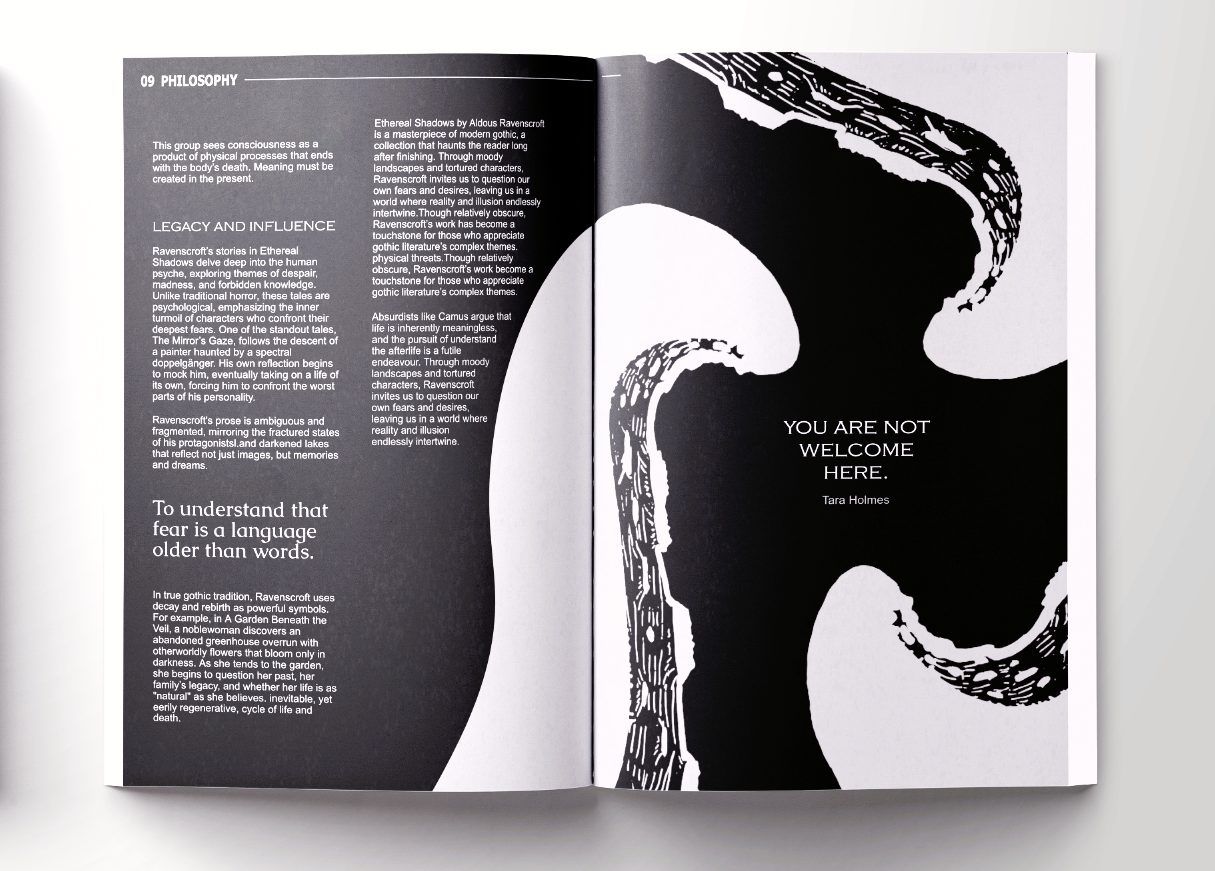 09 PHILOSOPHY
This group sees consciousness as a
product of physical processes that ends
with the body's death. Meaning must be
created in the present.
LEGACY AND INFLUENCE
Ravenscroft's stories in Ethereal
Shadows delve deep into the human
psyche, exploring themes of despair,
madness, and forbidden knowledge.
Unlike traditional horror, these tales are
psychological, emphasizing the inner
turmoil of characters who confront their
deepest fears. One of the standout tales,
The Mirror's Gaze, follows the descent of
a painter haunted by a spectral
doppelgänger. His own reflection begins
to mock him, eventually taking on a life of
its own, forcing him to confront the worst
parts of his personality.
Ravenscroft's prose is ambiguous and
fragmented, mirroring the fractured states
of his protagonistsl.and darkened lakes
that reflect not just images, but memories
and dreams.
To understand that
fear is a language
older than words.
In true gothic tradition, Ravenscroft uses
decay and rebirth as powerful symbols.
For example, in A Garden Beneath the
Veil, a noblewoman discovers an
abandoned greenhouse overrun with
otherworldly flowers that bloom only in
darkness. As she tends to the garden,
she begins to question her past, her
family's legacy, and whether her life is as
"natural" as she believes. inevitable, yet
eerily regenerative, cycle of life and
death.
Ethereal Shadows by Aldous Ravenscroft
is a masterpiece of modern gothic, a
collection that haunts the reader long
after finishing. Through moody
landscapes and tortured characters,
Ravenscroft invites us to question our
own fears and desires, leaving us in a
world where reality and illusion endlessly
intertwine.Though relatively obscure,
Ravenscroft's work has become a
touchstone for those who appreciate
gothic literature's complex themes.
physical threats.Though relatively
obscure, Ravenscroft's work become a
touchstone for those who appreciate
gothic literature's complex themes.
Absurdists like Camus argue that
life is inherently meaningless,
and the pursuit of understand
the afterlife is a futile
endeavour. Through moody
landscapes and tortured
characters, Ravenscroft
invites us to question our
own fears and desires,
leaving us in a world where
reality and illusion
endlessly intertwine.
YOU ARE NOT
WELCOME
HERE.
Tara Holmes